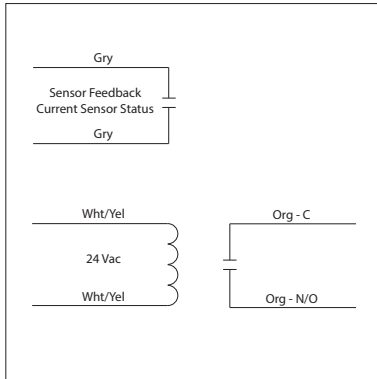 Gry
Sensor Feedback
Current Sensor Status
Gry
Wht/Yel
Org - C
24 Vac
Wht/Yel
Org - N/O